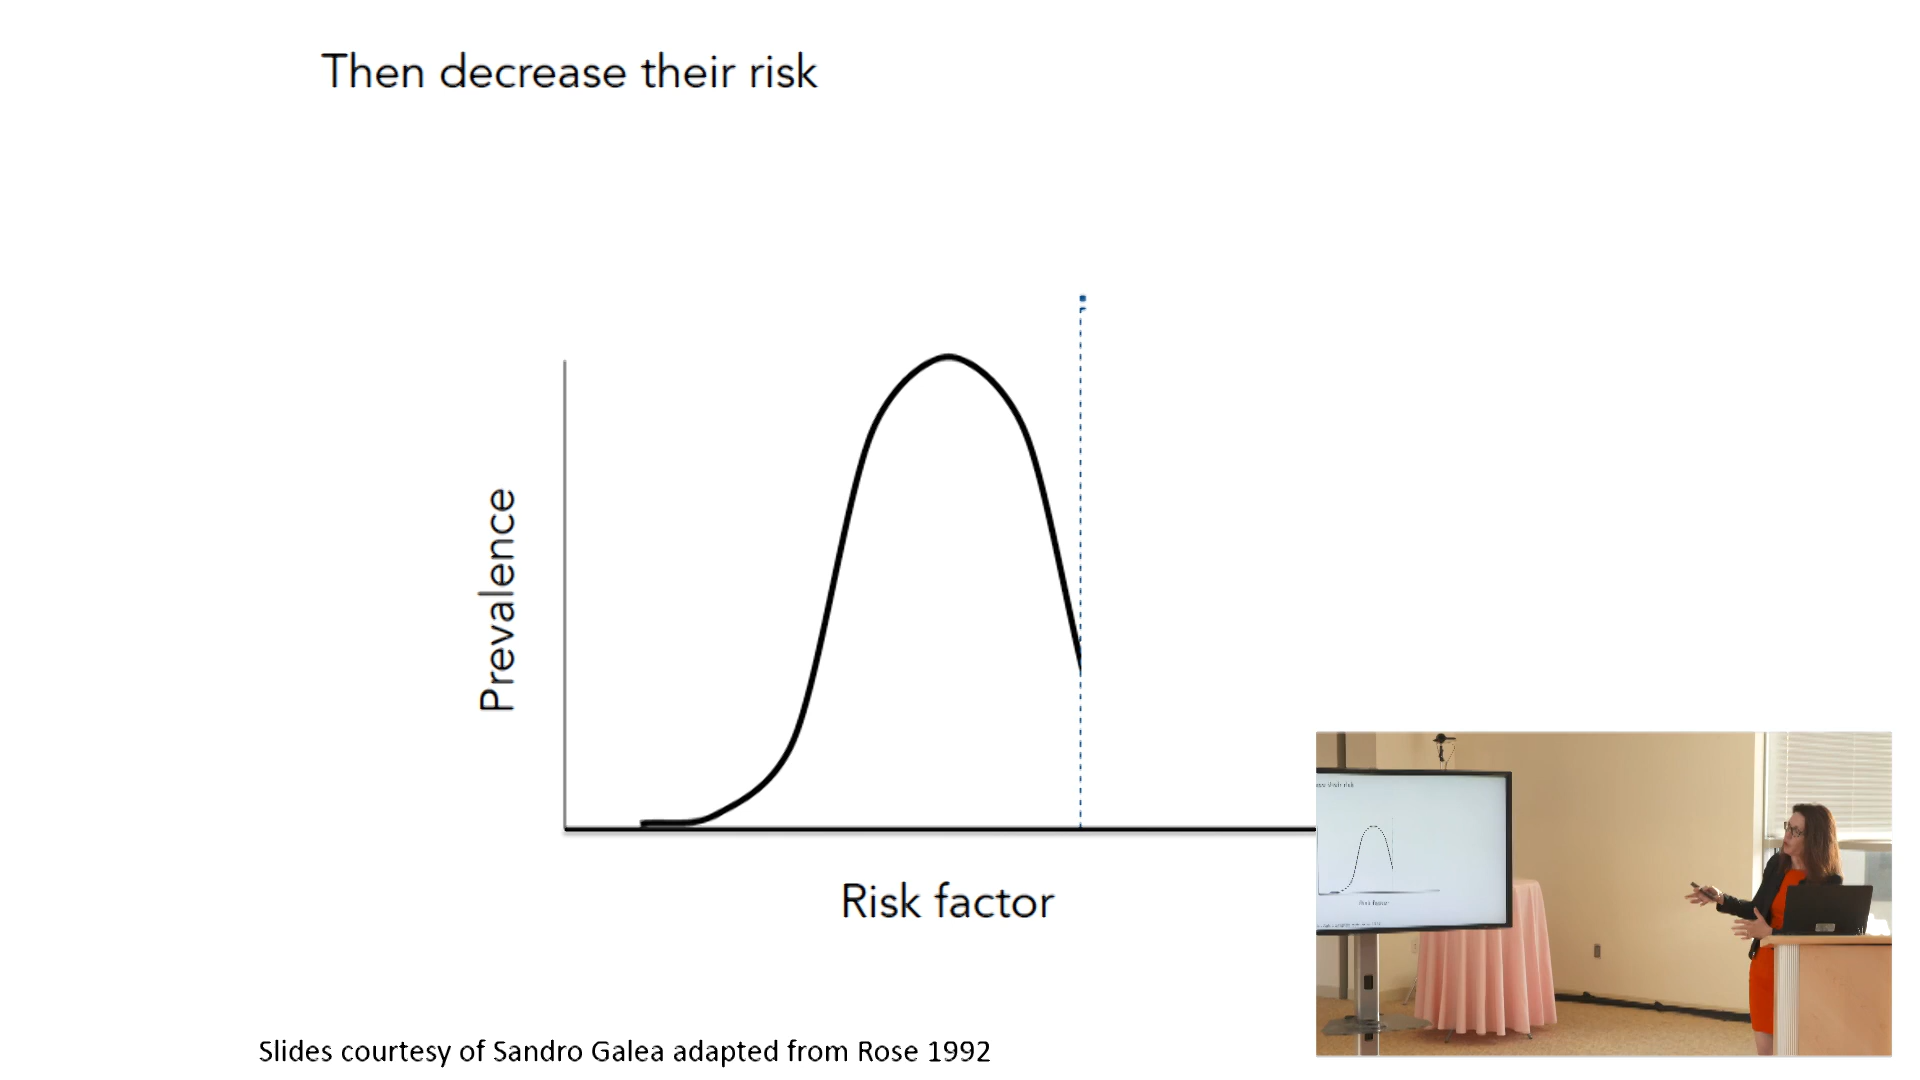 Then decrease their risk
Prevalence
Risk factor
Slides courtesy of Sandro Galea adapted from Rose 1992